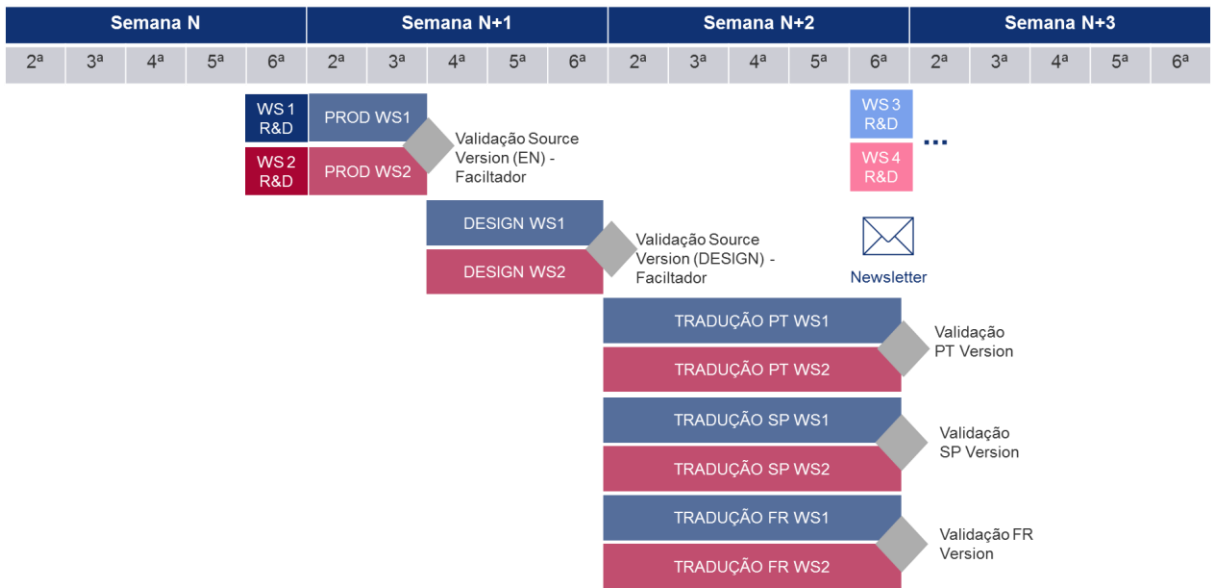 Semana N
Semana N+1
Semana N+2
Semana N+3
2ª 3ª 4ª 5ª 6ª 2ª 3ª 4ª 5ª 6ª 2ª 3ª 4ª 5ª 6ª 2ª 3ª 4ª 5ª 6ª
WS 1
R&D
PROD WS1
WS 2
R&D
PROD WS2
Validação Source
Version (EN) -
Faciltador
WS 3
R&D
WS 4
R&D
...
DESIGN WS1
DESIGN WS2
Validação Source
Version (DESIGN) -
Faciltador
Newsletter
TRADUÇÃO PT WS1
TRADUÇÃO PT WS2
Validação
PT Version
TRADUÇÃO SP WS1
TRADUÇÃO SP WS2
Validação
SP Version
TRADUÇÃO FR WS1
TRADUÇÃO FR WS2
Validação FR
Version